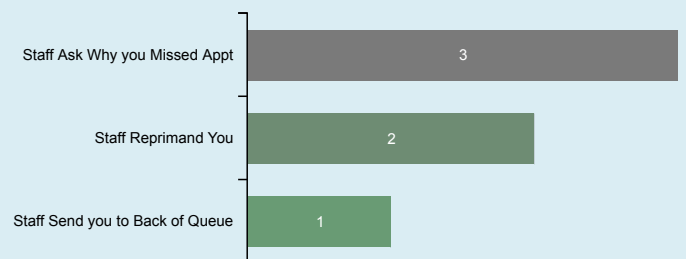 Staff Ask Why you Missed Appt
3
Staff Reprimand You
2
Staff Send you to Back of Queue
1